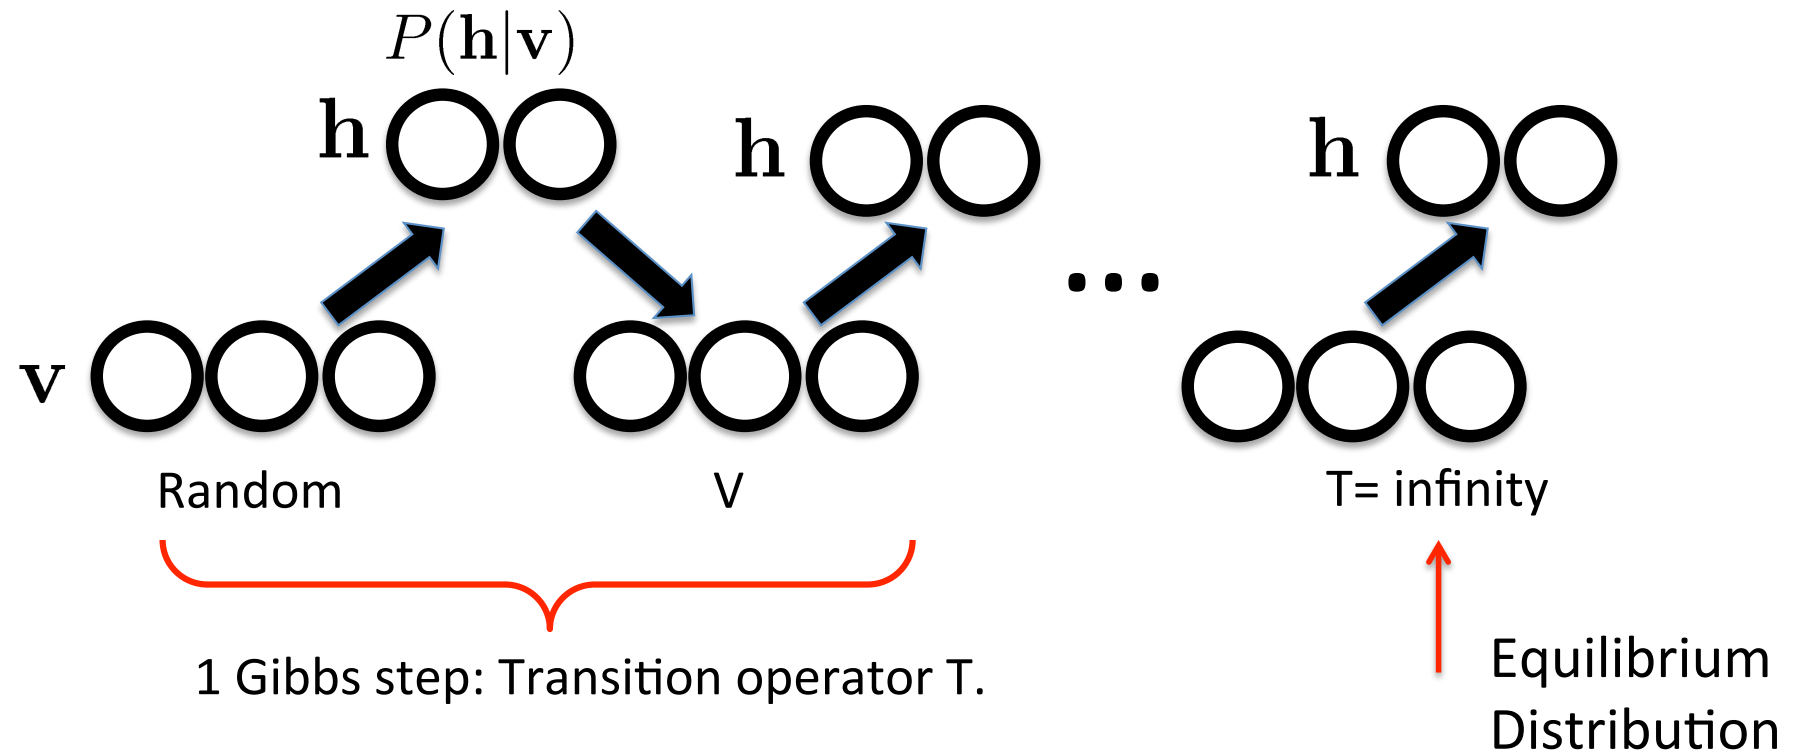 P(h|v)
h
h
h
v
...
Random
V
T= infinity
1 Gibbs step: Transition operator T.
Equilibrium
Distribution